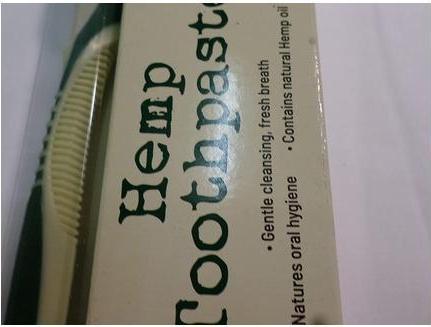 Hemp
Toothpaste
• Gentle cleansing, fresh breath
Natures oral hygiene • Contains natural Hemp oil